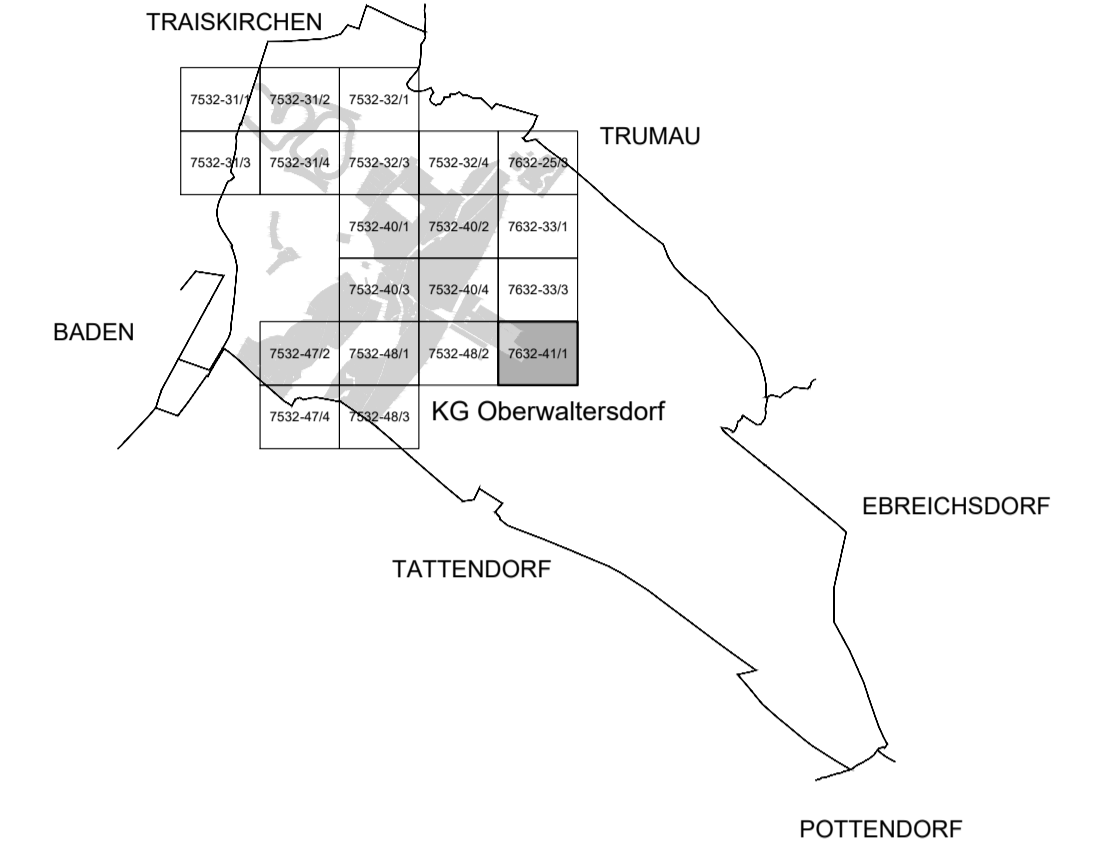 TRAISKIRCHEN
7532-31/1 7532-31/2 7532-32/1
TRUMAU
7532-31/3 7532-31/4 7532-32/3 7532-32/4 7632-25/3
7532-40/1 7532-40/2 7632-33/1
7532-40/3 7532-40/4 7632-33/3
BADEN
7532-47/2 7532-48/1 7532-48/2 7632-41/1
KG Oberwaltersdorf
7532-47/4 7532-48/3
EBREICHSDORF
TATTENDORF
POTTENDORF